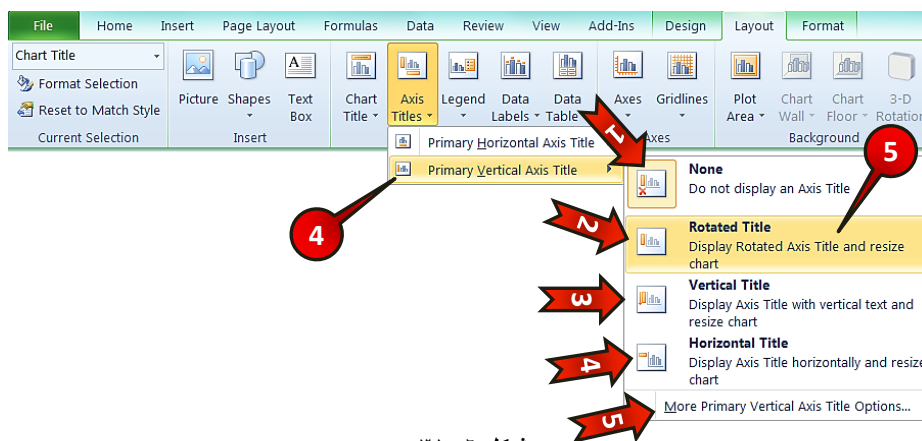 File Home Insert Page Layout Formulas Data Review View Add-Ins Design Layout Format
Chart Title
Format Selection
Reset to Match Style
Current Selection
Picture Shapes Text Box
Insert
Chart Title Axis Titles Legend Data Labels Data Table
Axes Gridlines
Axes
Plot Area Chart Wall Chart Floor 3-D Rotation
Background
Primary Horizontal Axis Title
Primary Vertical Axis Title
4
5
1
None
Do not display an Axis Title
2
Rotated Title
Display Rotated Axis Title and resize
chart
3
Vertical Title
Display Axis Title with vertical text and
resize chart
4
Horizontal Title
Display Axis Title horizontally and resize
chart
5
More Primary Vertical Axis Title Options...